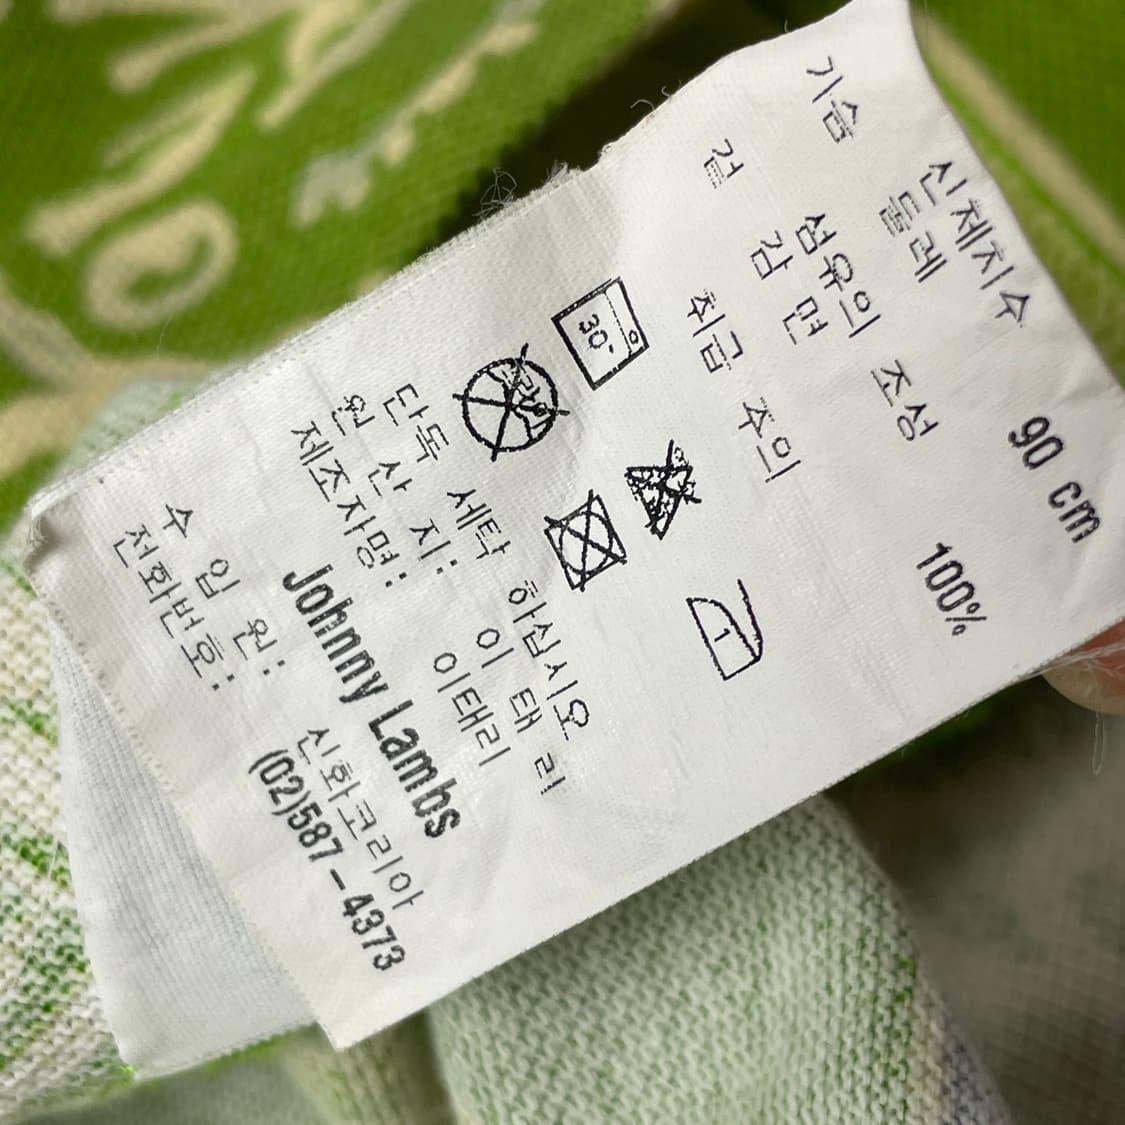 신체치수
기슴 둘레 90 cm
섬유의 조성
겉 감 면 100%
취급 주의
30°
1
단독 세탁 하십시오
원 산 지: 이 태 리
제조자명: 이태리
Johnny Lambs
수 입 원: 신화코리아
전화번호: (02)587-4373